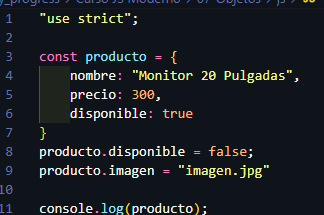 y_progress > Curso JS Moderno > 07 Objetos > js >
1 "use strict";
2
3 const producto = {
4 nombre: "Monitor 20 Pulgadas",
5 precio: 300,
6 disponible: true
7 }
8 producto.disponible = false;
9 producto.imagen = "imagen.jpg"
10
11 console.log(producto);